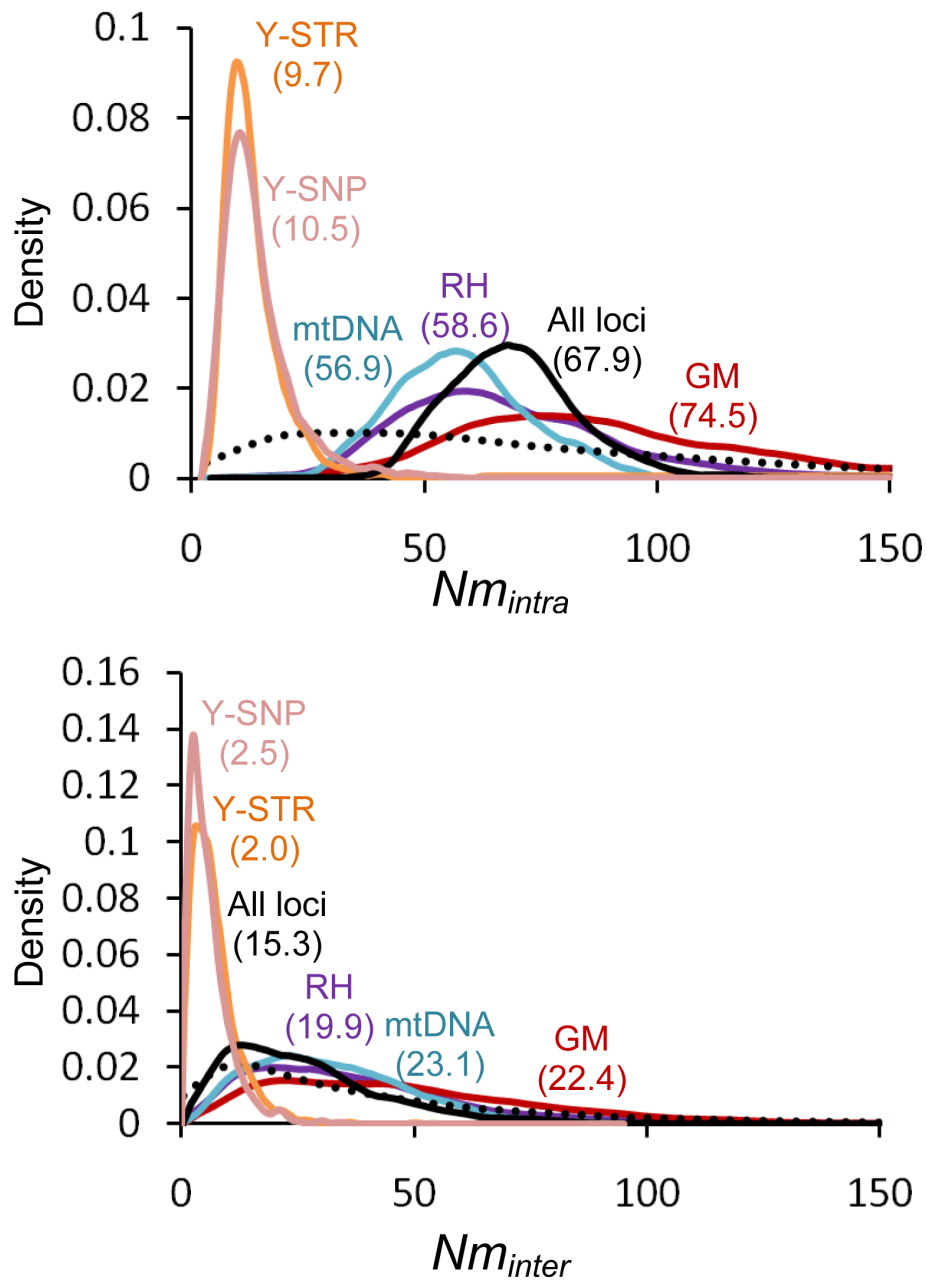 0.1
0.08
0.06
0.04
0.02
0
Density
Y-STR
(9.7)
Y-SNP
(10.5)
mtDNA
(56.9)
RH
(58.6)
All loci
(67.9)
GM
(74.5)
0 50 100 150
Nm intra
0.16
0.14
0.12
0.1
0.08
0.06
0.04
0.02
0
Density
Y-SNP
(2.5)
Y-STR
(2.0)
All loci
(15.3)
RH
(19.9)
mtDNA
(23.1)
GM
(22.4)
0 50 100 150
Nm inter